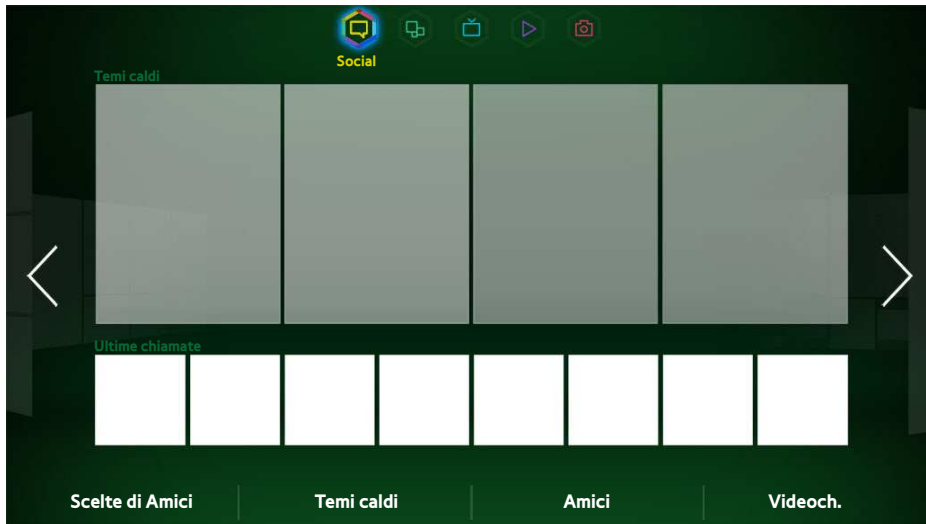 Social
Temi caldi
Ultime chiamate
Scelte di Amici
Temi caldi
Amici
Videoch.